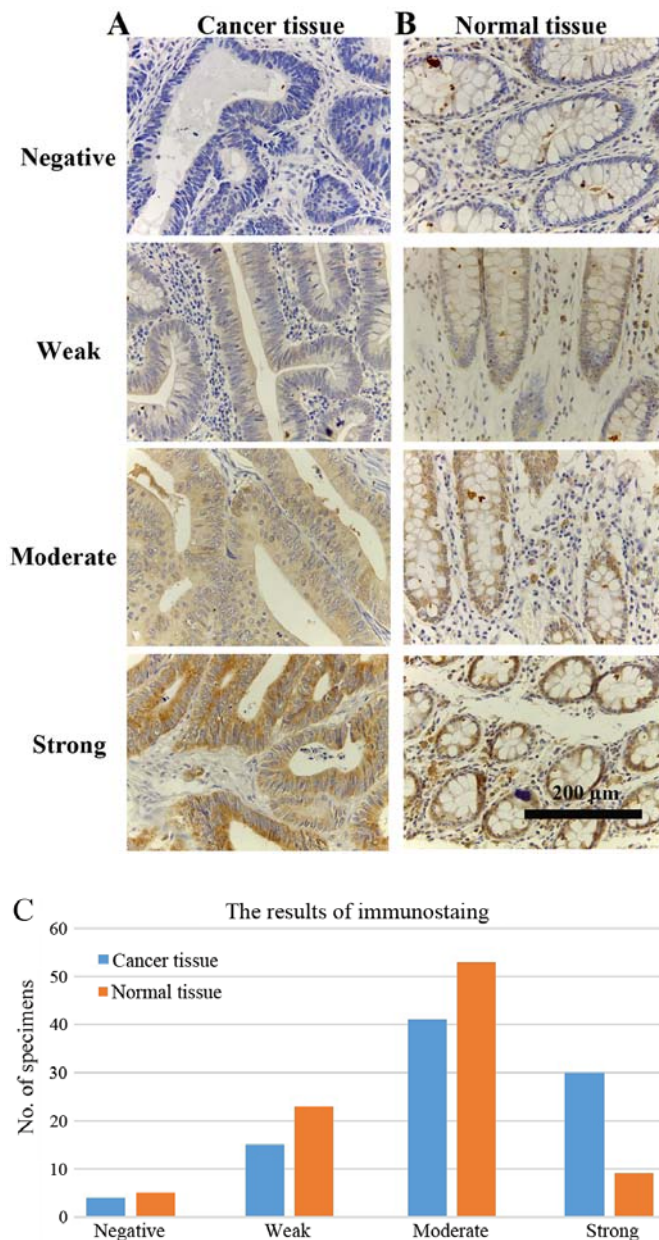 A Cancer tissue B Normal tissue
Negative
Weak
Moderate
Strong
200 µm
C The results of immunostaing
60
50
40
30
20
10
0
No. of specimens
Cancer tissue
Normal tissue
Negative Weak Moderate Strong